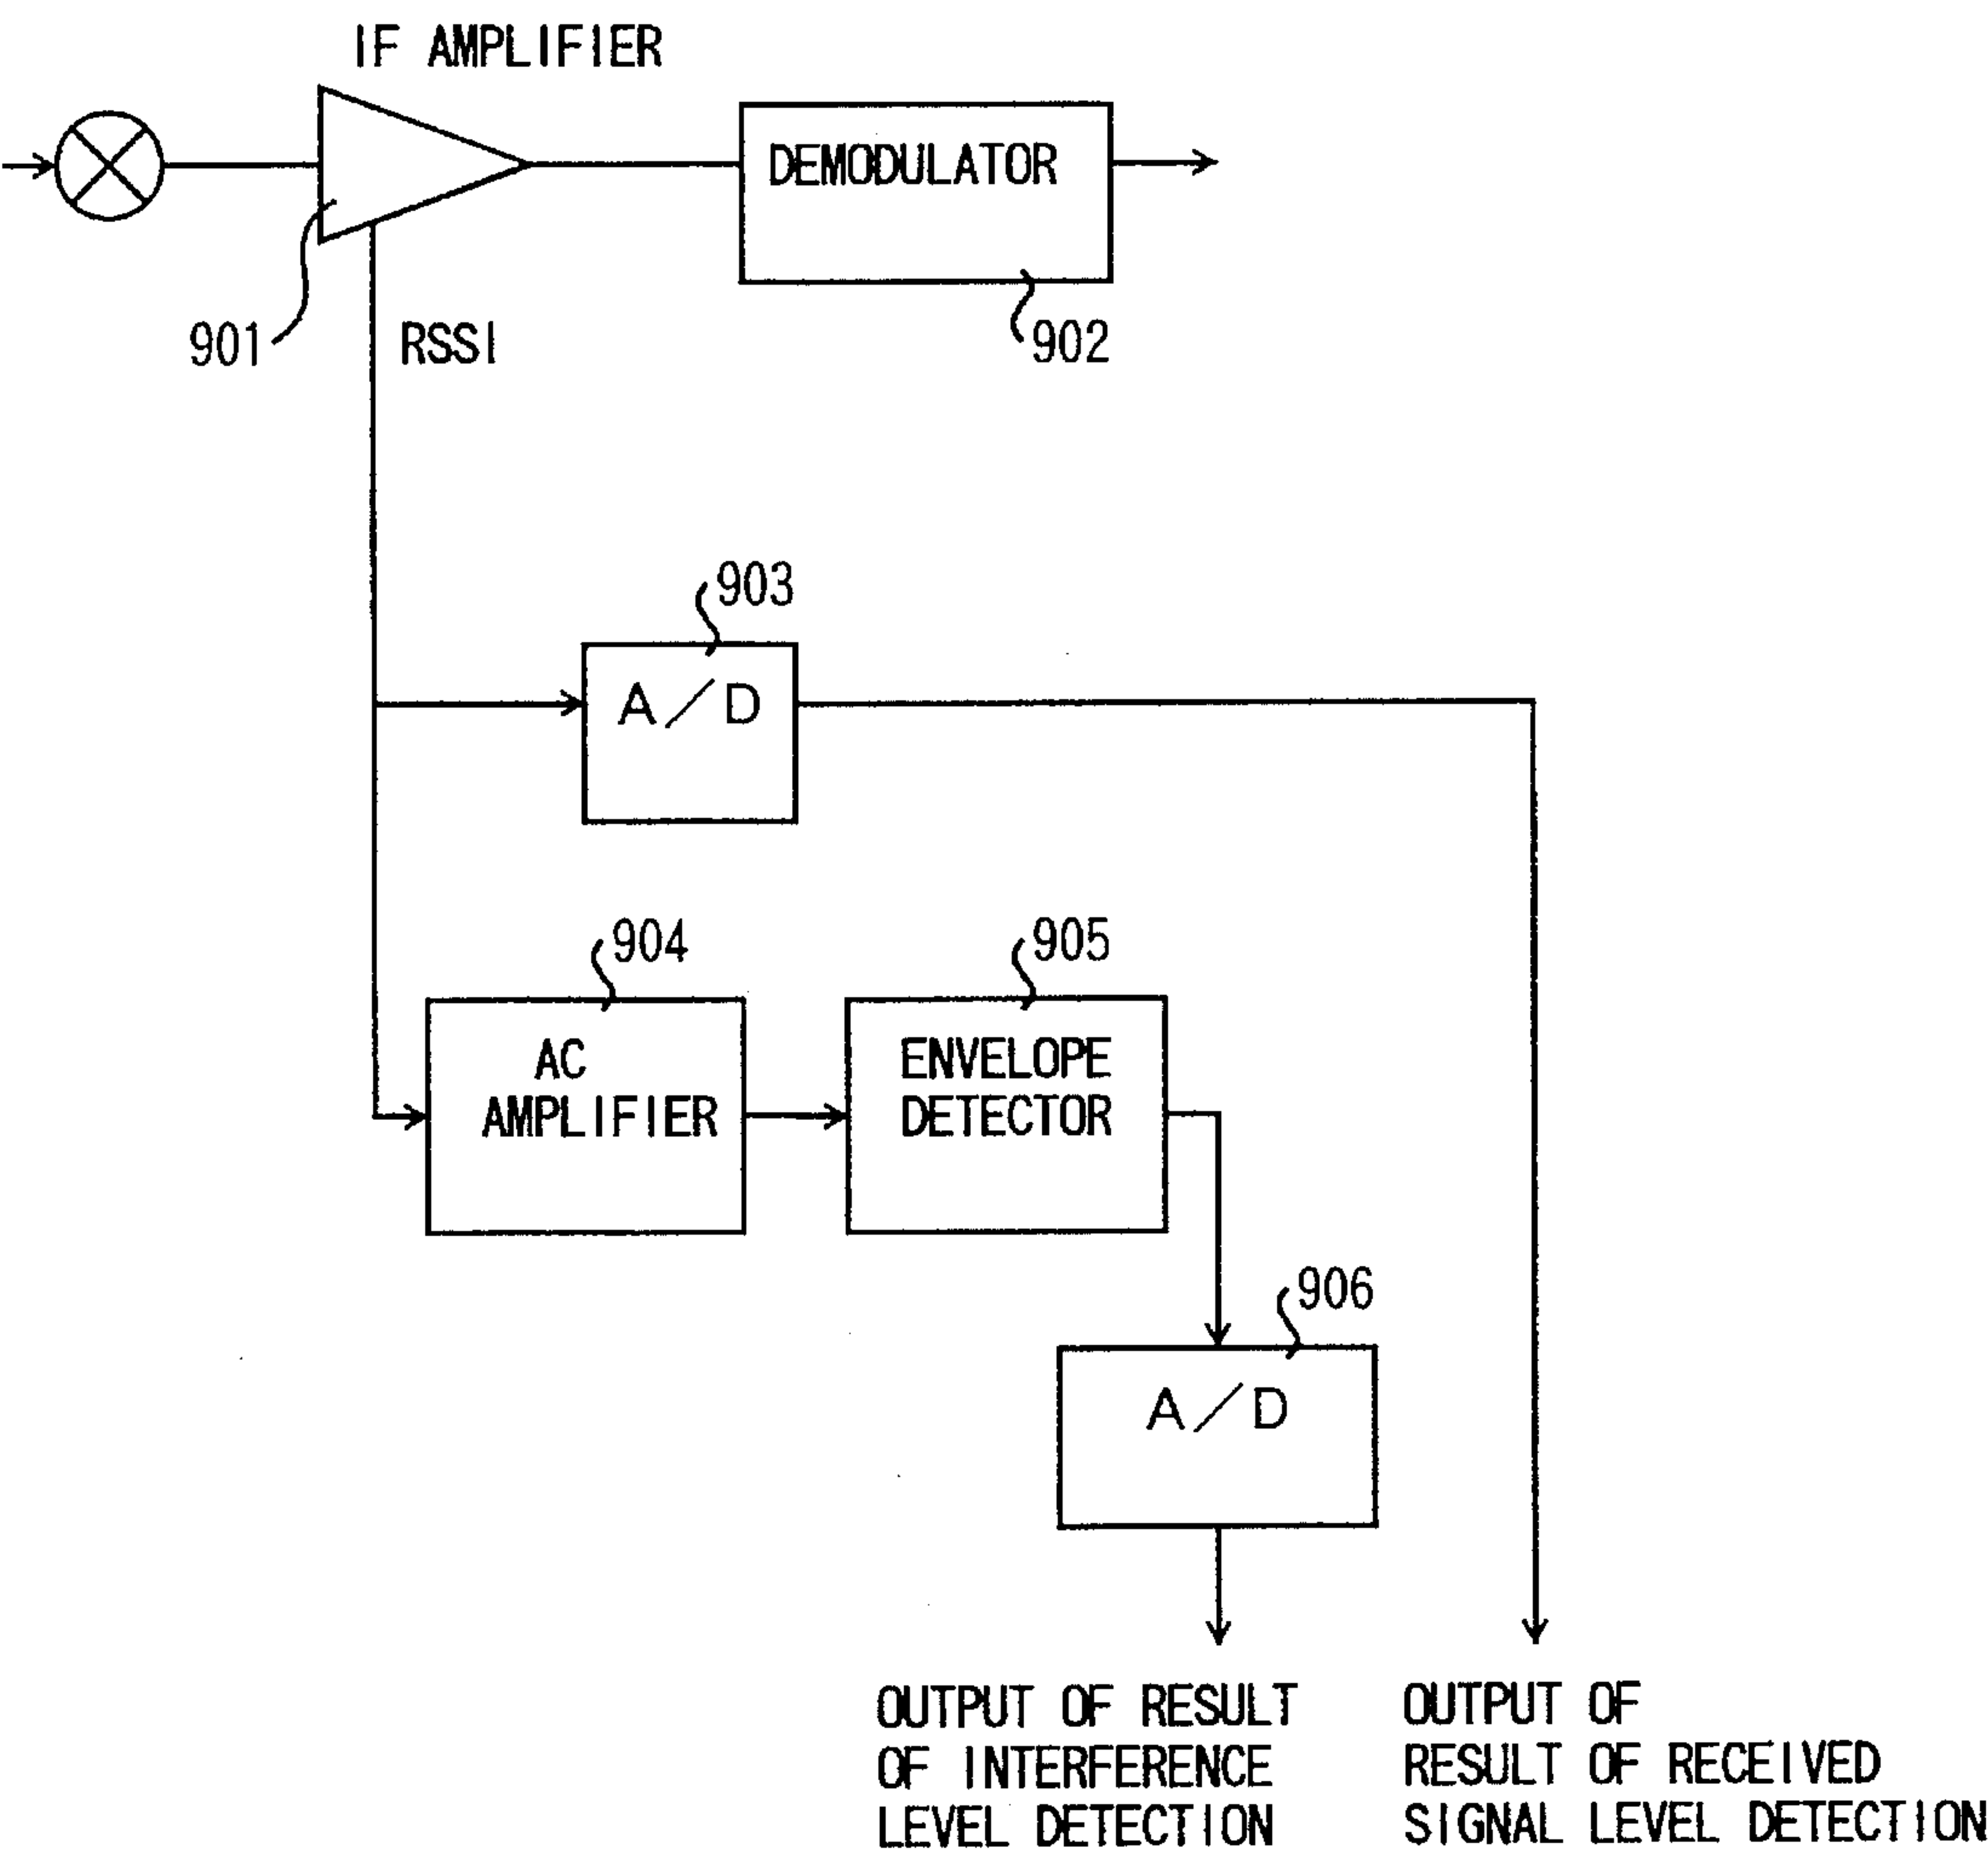 IF AMPLIFIER
DEMODULATOR
901
RSSI
902
903
A/D
904
905
AC
AMPLIFIER
ENVELOPE
DETECTOR
906
A/D
OUTPUT OF RESULT
OF INTERFERENCE
LEVEL DETECTION
OUTPUT OF
RESULT OF RECEIVED
SIGNAL LEVEL DETECTION